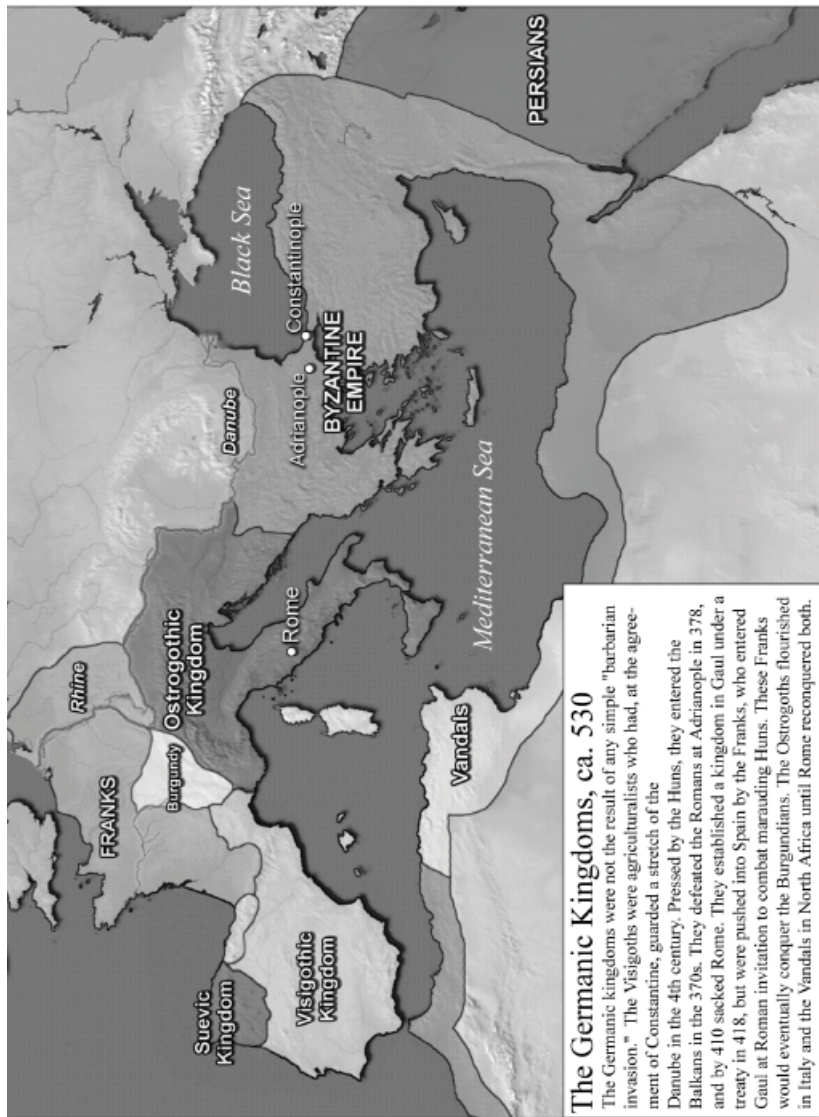 Suevic
Kingdom
Visigothic
Kingdom
FRANKS
Burgundy
Rhine
Ostrogothic
Kingdom
Rome
Vandals
Mediterranean Sea
Danube
Adrianople
Constantinople
BYZANTINE
EMPIRE
Black Sea
PERSIANS
The Germanic Kingdoms, ca. 530
The Germanic kingdoms were not the result of any simple "barbarian
invasion." The Visigoths were agriculturalists who had, at the agree-
ment of Constantine, guarded a stretch of the
Danube in the 4th century. Pressed by the Huns, they entered the
Balkans in the 370s. They defeated the Romans at Adrianople in 378,
and by 410 sacked Rome. They established a kingdom in Gaul under a
treaty in 418, but were pushed into Spain by the Franks, who entered
Gaul at Roman invitation to combat marauding Huns. These Franks
would eventually conquer the Burgundians. The Ostrogoths flourished
in Italy and the Vandals in North Africa until Rome reconquered both.